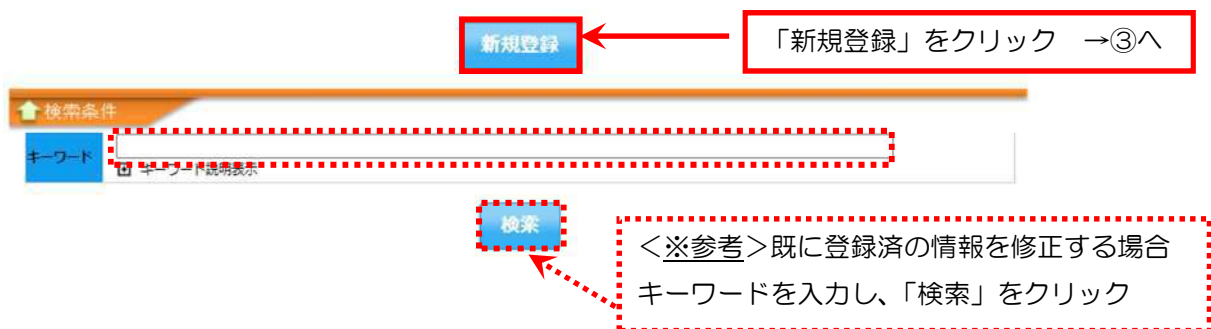 新規登録
「新規登録」をクリック　→③へ
検索条件
キーワード
キーワード説明表示
検索
＜※参考＞既に登録済の情報を修正する場合
キーワードを入力し、「検索」をクリック